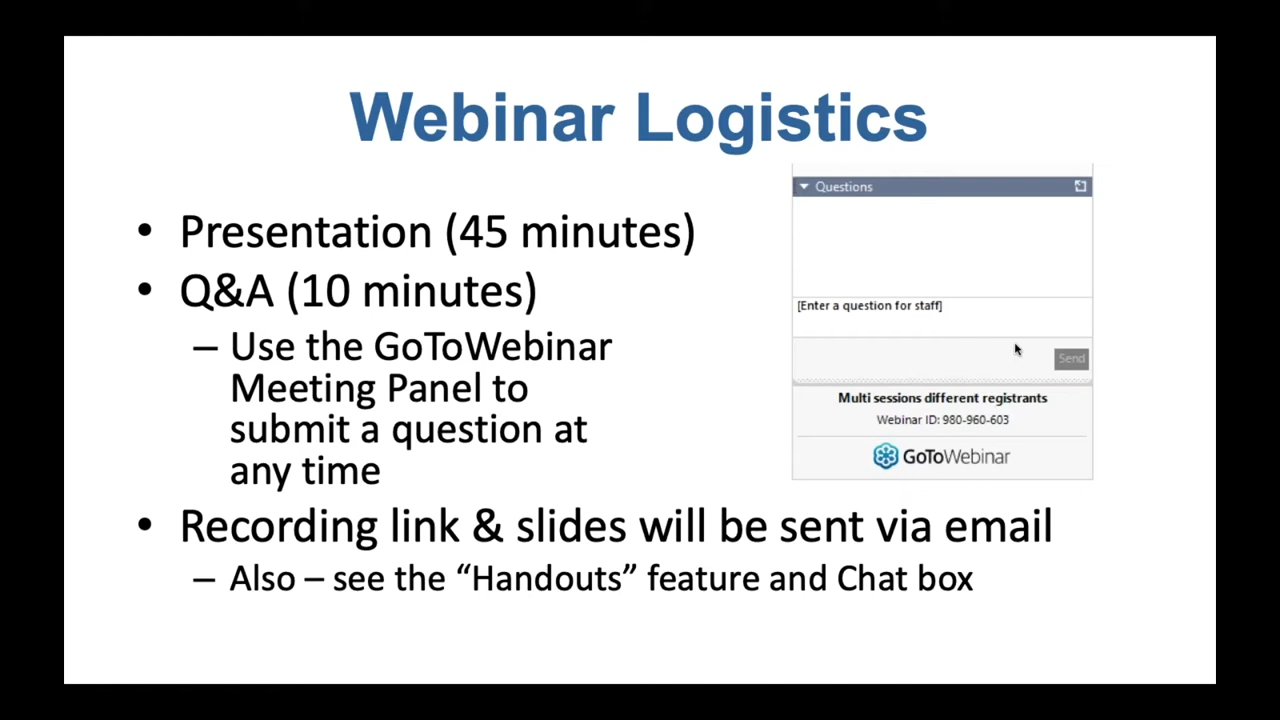 Webinar Logistics
• Presentation (45 minutes)
• Q&A (10 minutes)
– Use the GoToWebinar
Meeting Panel to
submit a question at
any time
• Recording link & slides will be sent via email
– Also – see the “Handouts” feature and Chat box
Questions
[Enter a question for staff]
Send
Multi sessions different registrants
Webinar ID: 980-960-603
GoToWebinar